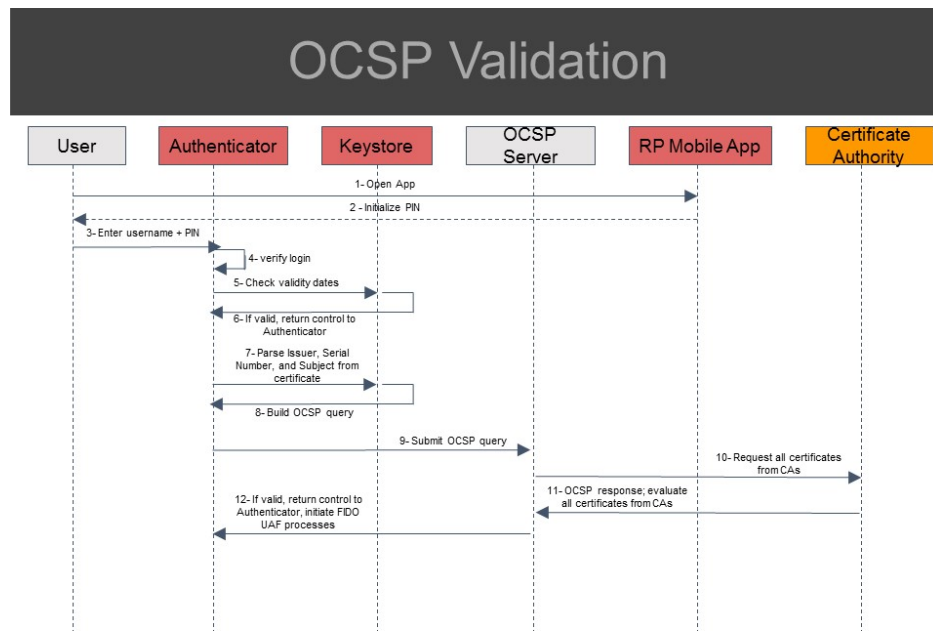 OCSP Validation
User
Authenticator
Keystore
OCSP
Server
RP Mobile App
Certificate
Authority
1- Open App
2 - Initialize PIN
3- Enter username + PIN
4- verify login
5- Check validity dates
6- If valid, return control to
Authenticator
7- Parse Issuer, Serial
Number, and Subject from
certificate
8- Build OCSP query
9- Submit OCSP query
10- Request all certificates
from CAs
11- OCSP response; evaluate
all certificates from CAs
12- If valid, return control to
Authenticator, initiate FIDO
UAF processes